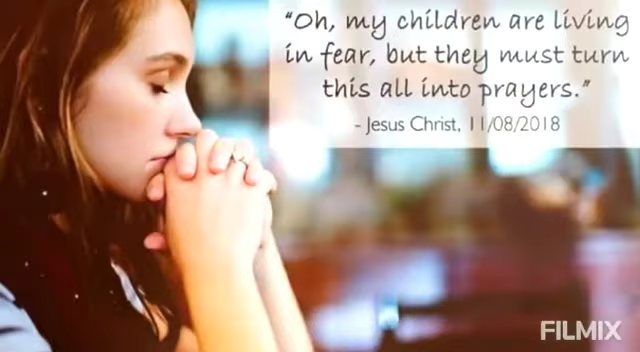 “Oh, my children are living
in fear, but they must turn
this all into prayers.”
- Jesus Christ, 11/08/2018
FILMIX